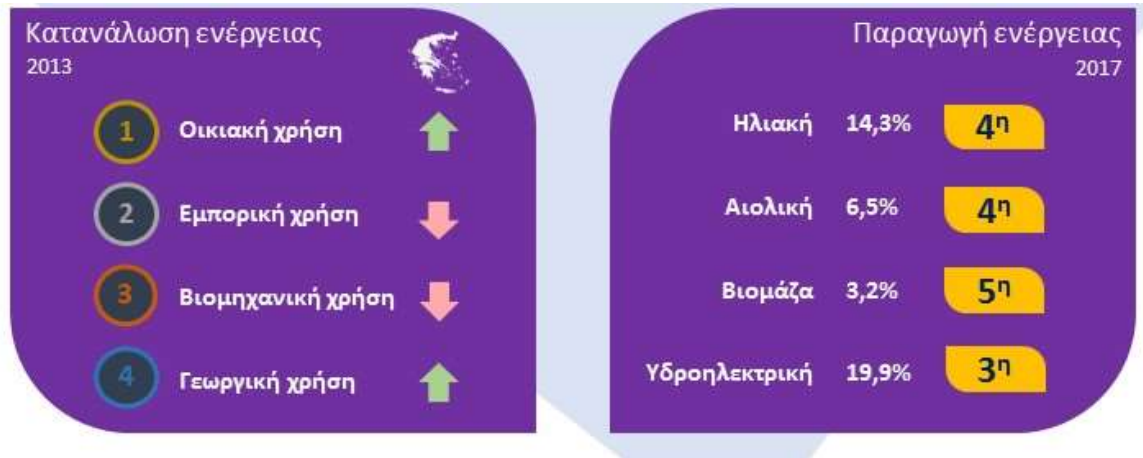 Κατανάλωση ενέργειας
2013
1 Οικιακή χρήση
2 Εμπορική χρήση
3 Βιομηχανική χρήση
4 Γεωργική χρήση
Παραγωγή ενέργειας
2017
Ηλιακή 14,3% 4η
Αιολική 6,5% 4η
Βιομάζα 3,2% 5η
Υδροηλεκτρική 19,9% 3η